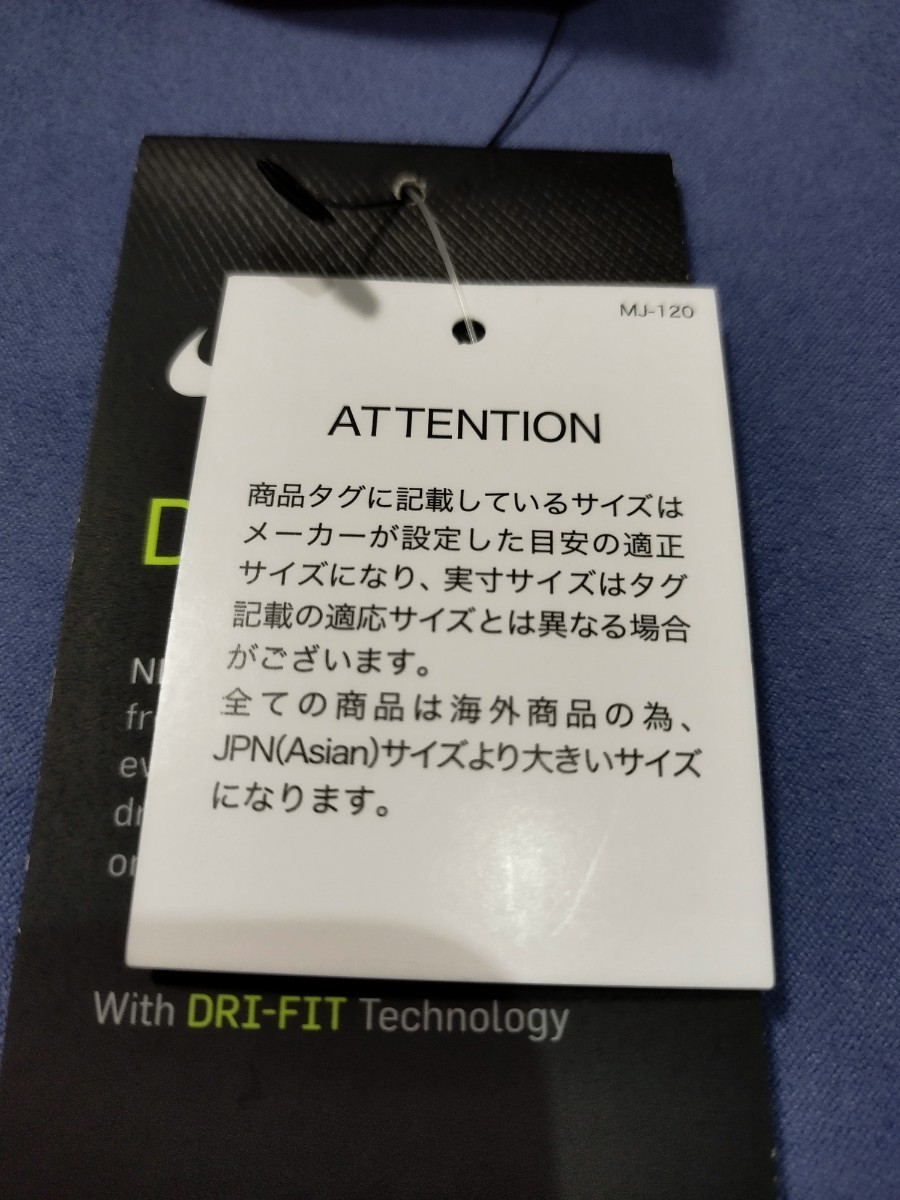 MJ-120
ATTENTION
商品タグに記載しているサイズは
メーカーが設定した目安の適正
サイズになり、実寸サイズはタグ
記載の適応サイズとは異なる場合
がございます。
全ての商品は海外商品の為、
JPN(Asian)サイズより大きいサイズ
になります。
With DRI-FIT Technology